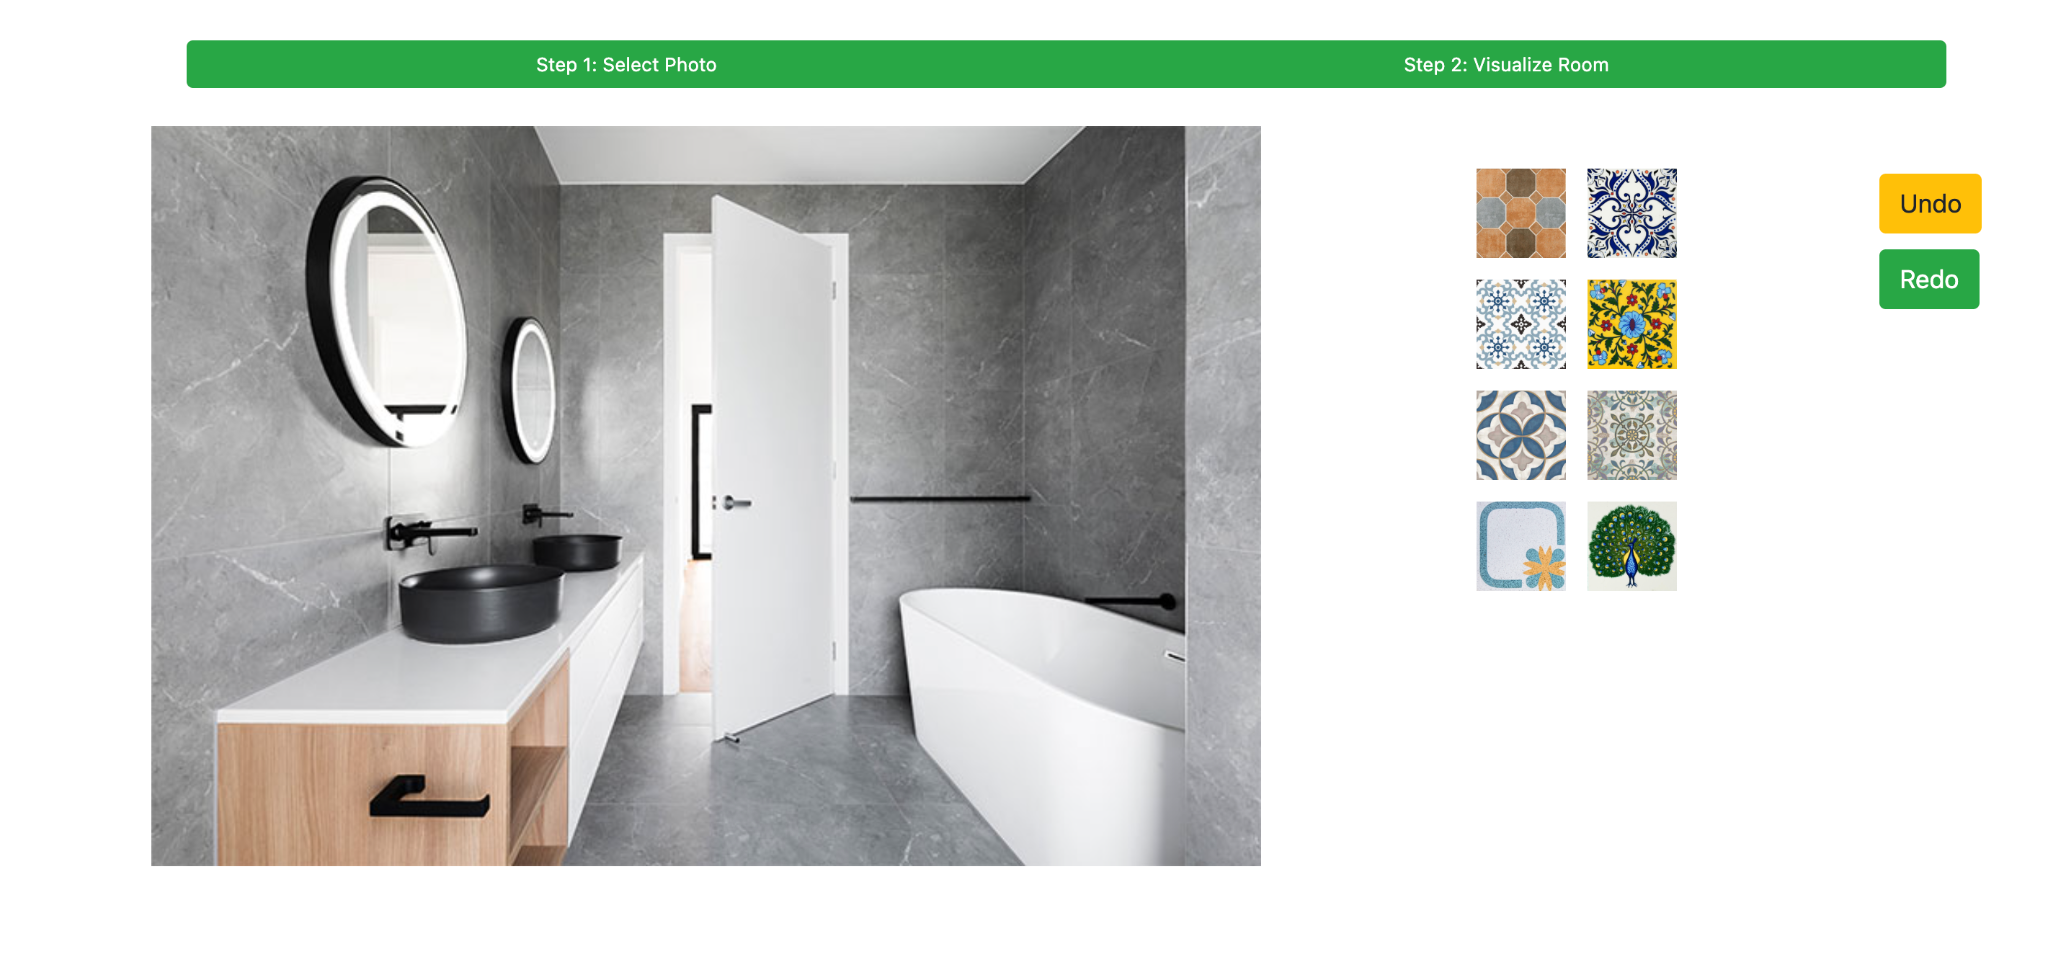 Step 1: Select Photo
Step 2: Visualize Room
Undo
Redo